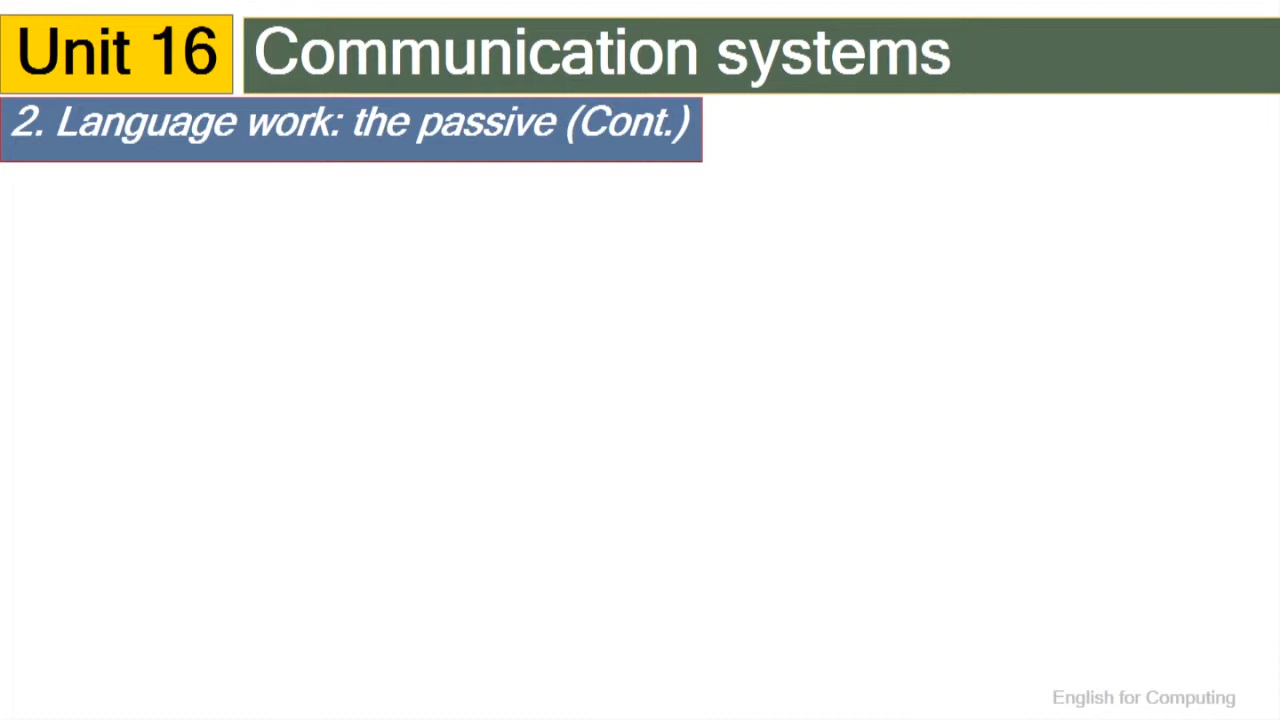 Unit 16
Communication systems
2. Language work: the passive (Cont.)
English for Computing